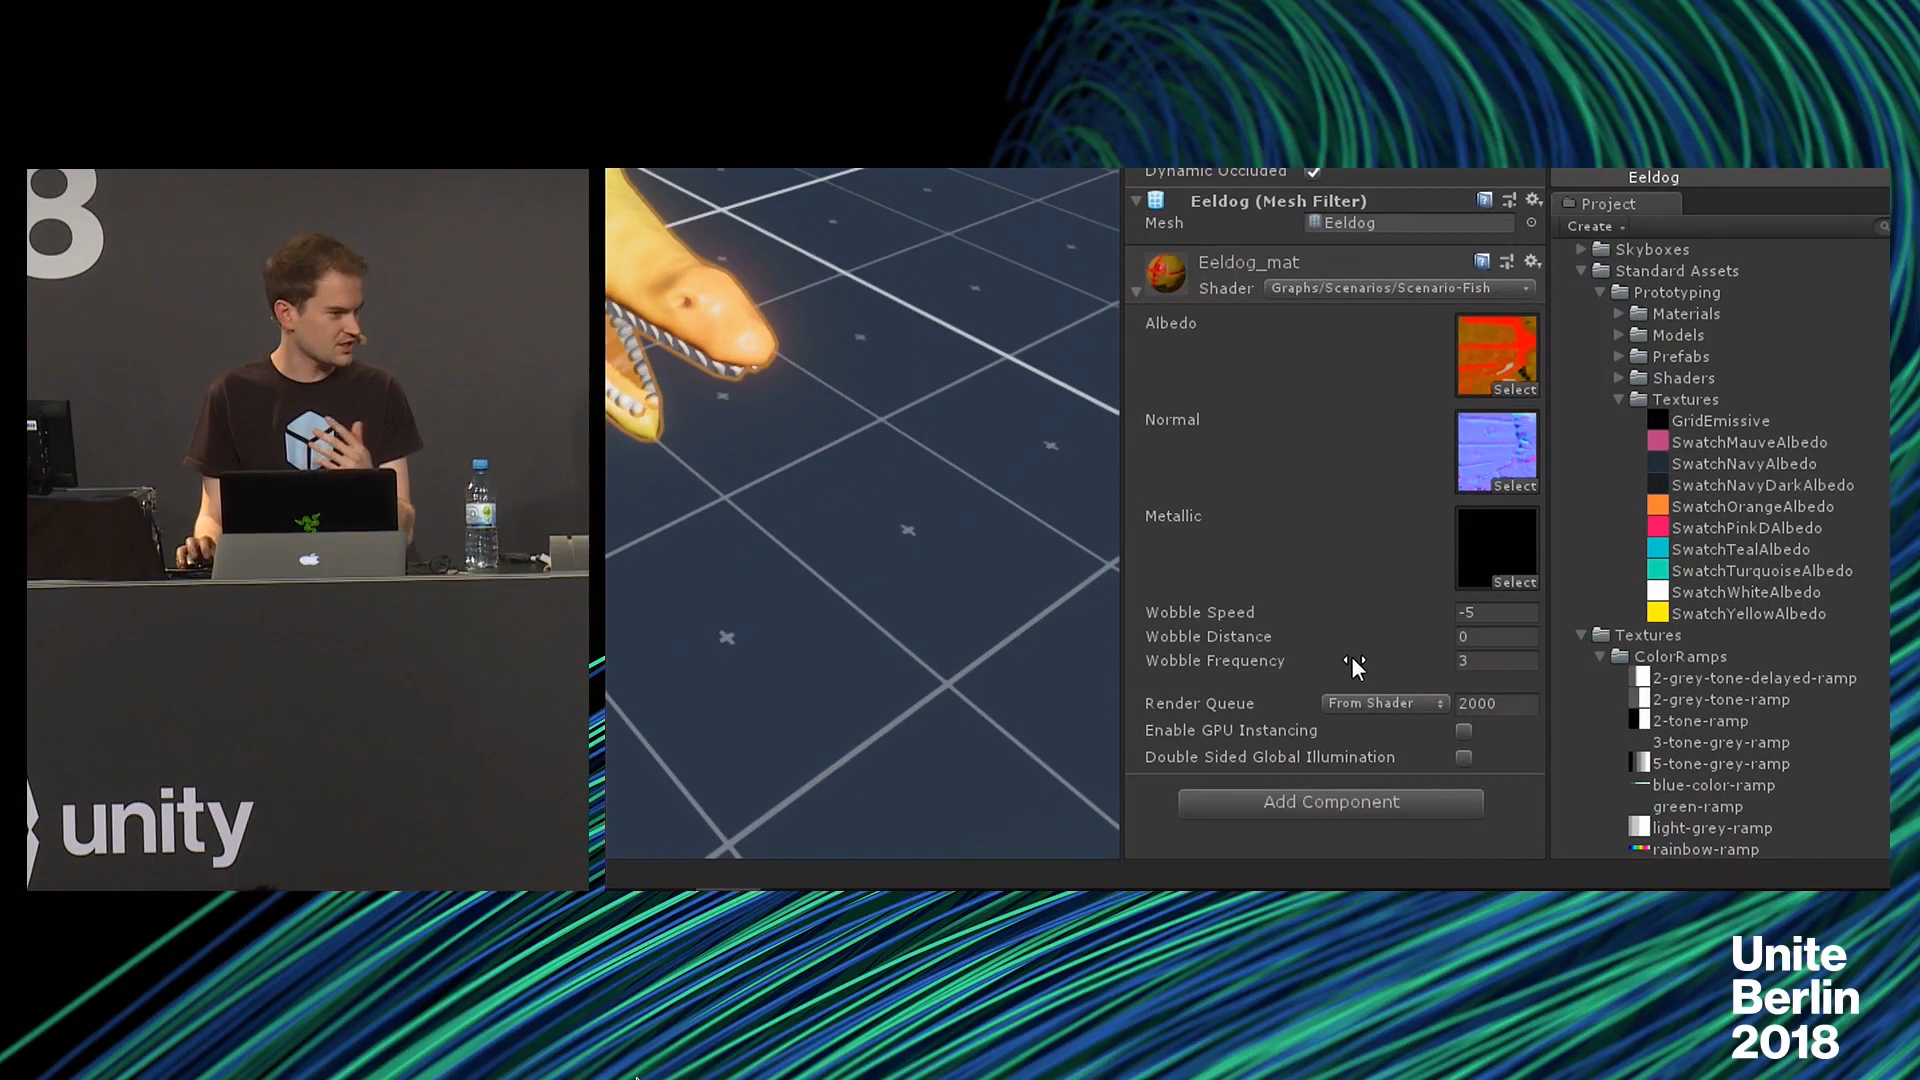 8
unity
Dynamic Occluded
Eeldog (Mesh Filter)
Mesh
Eeldog
Eeldog_mat
Shader
Graphs/Scenarios/Scenario-Fish
Albedo
Select
Normal
Select
Metallic
Select
Wobble Speed
-5
Wobble Distance
0
Wobble Frequency
3
Render Queue
From Shader
2000
Enable GPU Instancing
Double Sided Global Illumination
Add Component
Eeldog
Project
Create
Skyboxes
Standard Assets
Prototyping
Materials
Models
Prefabs
Shaders
Textures
GridEmissive
SwatchMauveAlbedo
SwatchNavyAlbedo
SwatchNavyDarkAlbedo
SwatchOrangeAlbedo
SwatchPinkDAlbedo
SwatchTealAlbedo
SwatchTurquoiseAlbedo
SwatchWhiteAlbedo
SwatchYellowAlbedo
Textures
ColorRamps
2-grey-tone-delayed-ramp
2-grey-tone-ramp
2-tone-ramp
3-tone-grey-ramp
5-tone-grey-ramp
blue-color-ramp
green-ramp
light-grey-ramp
rainbow-ramp
Unite
Berlin
2018